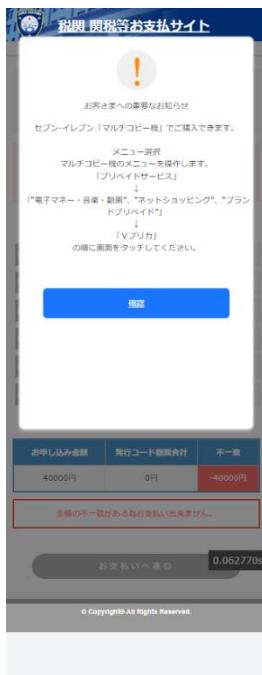 税関 関税等お支払サイト
お客さまへの重要なお知らせ
セブン-イレブン「マルチコピー機」でご購入できます。
メニュー選択
マルチコピー機のメニューを操作します。
「プリペイドサービス」
↓
「"電子マネー・音楽・動画"、"ネットショッピング"、"ブラン
ドプリペイド"」
↓
「Vプリカ」
の順に画面をタッチしてください。
確認
お申し込み金額 発行コード額面合計 不一致
40000円 0円 -40000円
金額の不一致がある為お支払い出来ません。
お支払いへ進む
0.062770s
© Copyright© All Rights Reserved.